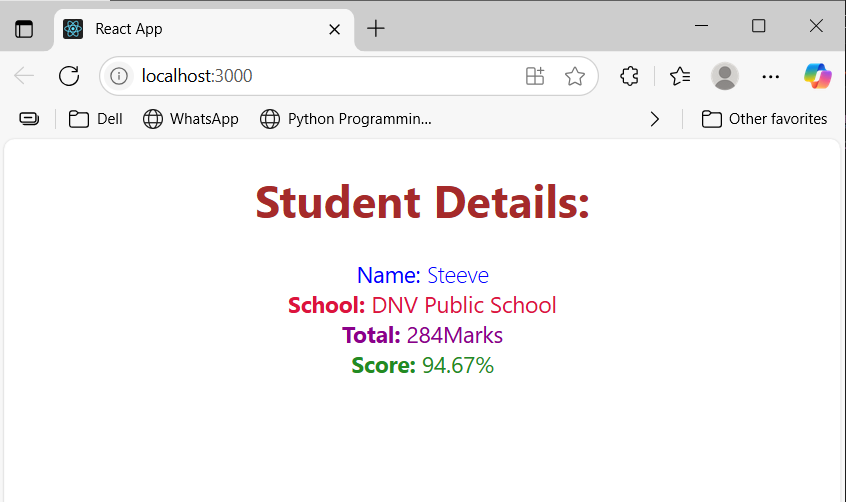 React App
localhost:3000
Dell WhatsApp Python Programmin... Other favorites
Student Details:
Name: Steeve
School: DNV Public School
Total: 284Marks
Score: 94.67%